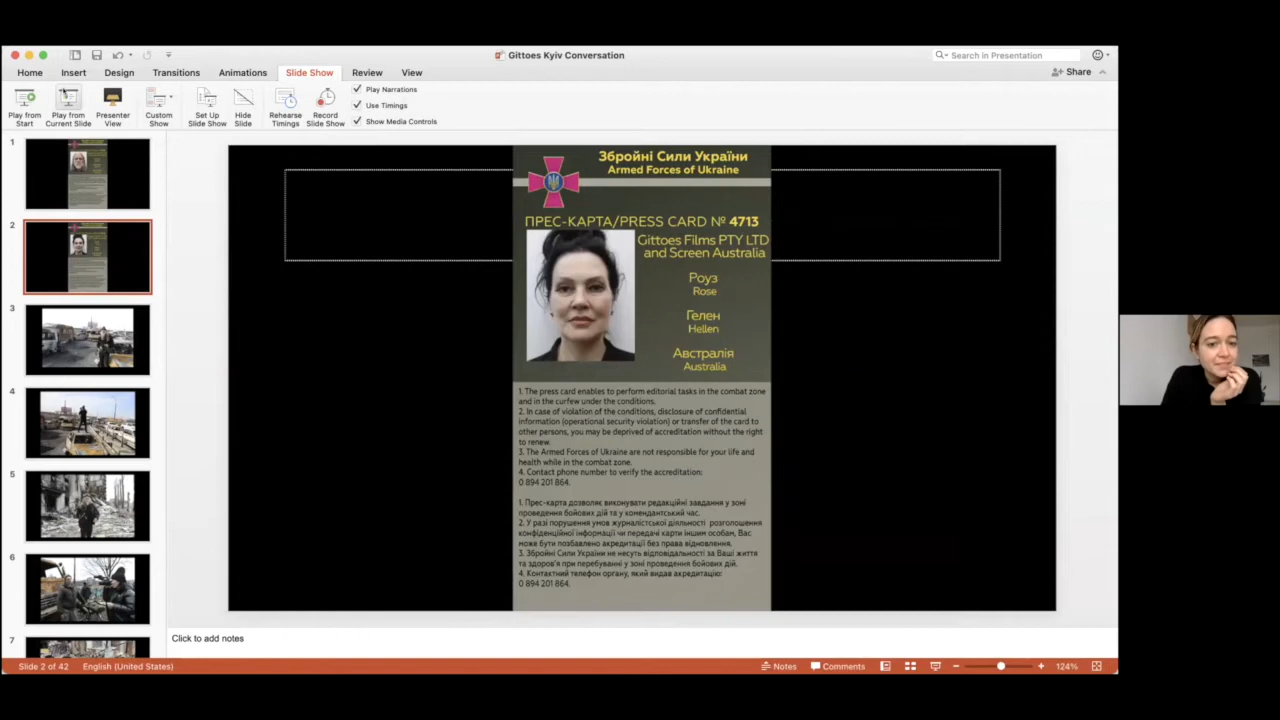 Gittoes Kyiv Conversation
Search in Presentation
Home
Insert
Design
Transitions
Animations
Slide Show
Review
View
Share
Play from
Start
Play from
Current Slide
Presenter
View
Custom
Show
Set Up
Slide Show
Hide
Slide
Rehearse
Timings
Record
Slide Show
Play Narrations
Use Timings
Show Media Controls
1
2
3
4
5
6
7
Збройні Сили України
Armed Forces of Ukraine
ПРЕС-КАРТА/PRESS CARD № 4713
Gittoes Films PTY LTD
and Screen Australia
Роуз
Rose
Гелен
Hellen
Австралія
Australia
1. The press card enables to perform editorial tasks in the combat zone
and in the curfew under the conditions.
2. In case of violation of the conditions, disclosure of confidential
information (operational security violation) or transfer of the card to
other persons, you may be deprived of accreditation without the right
to renew.
3. The Armed Forces of Ukraine are not responsible for your life and
health while in the combat zone.
4. Contact phone number to verify the accreditation:
0 894 201 864.
1. Прес-карта дозволяє виконувати редакційні завдання у зоні
проведення бойових дій та у комендантський час.
2. У разі порушення умов журналістської діяльності розголошення
конфіденційної інформації чи передачі карти іншим особам, Вас
може бути позбавлено акредитації без права відновлення.
3. Збройні Сили України не несуть відповідальності за Ваші життя
та здоров'я при перебуванні у зоні проведення бойових дій.
4. Контактний телефон органу, який видав акредитацію:
0 894 201 864.
Click to add notes
Slide 2 of 42
English (United States)
Notes
Comments
124%